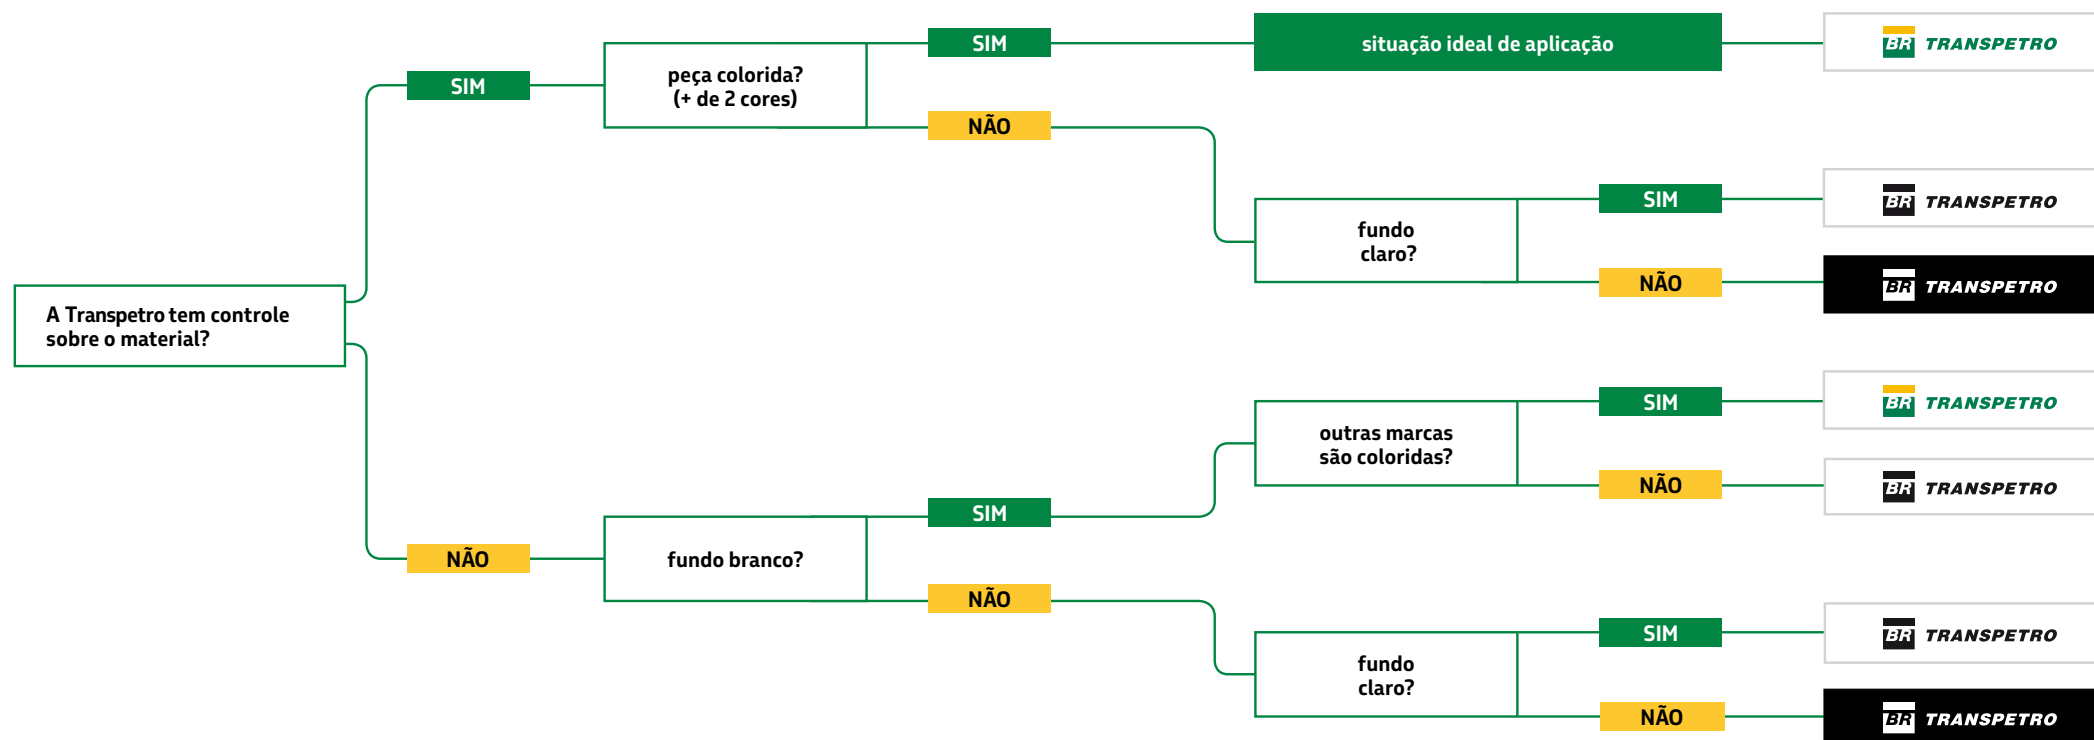 SIM
situação ideal de aplicação
BR TRANSPETRO
SIM
peça colorida?
(+ de 2 cores)
NÃO
SIM
BR TRANSPETRO
fundo
claro?
NÃO
BR TRANSPETRO
A Transpetro tem controle
sobre o material?
SIM
BR TRANSPETRO
outras marcas
são coloridas?
NÃO
BR TRANSPETRO
SIM
NÃO
fundo branco?
NÃO
SIM
BR TRANSPETRO
fundo
claro?
NÃO
BR TRANSPETRO